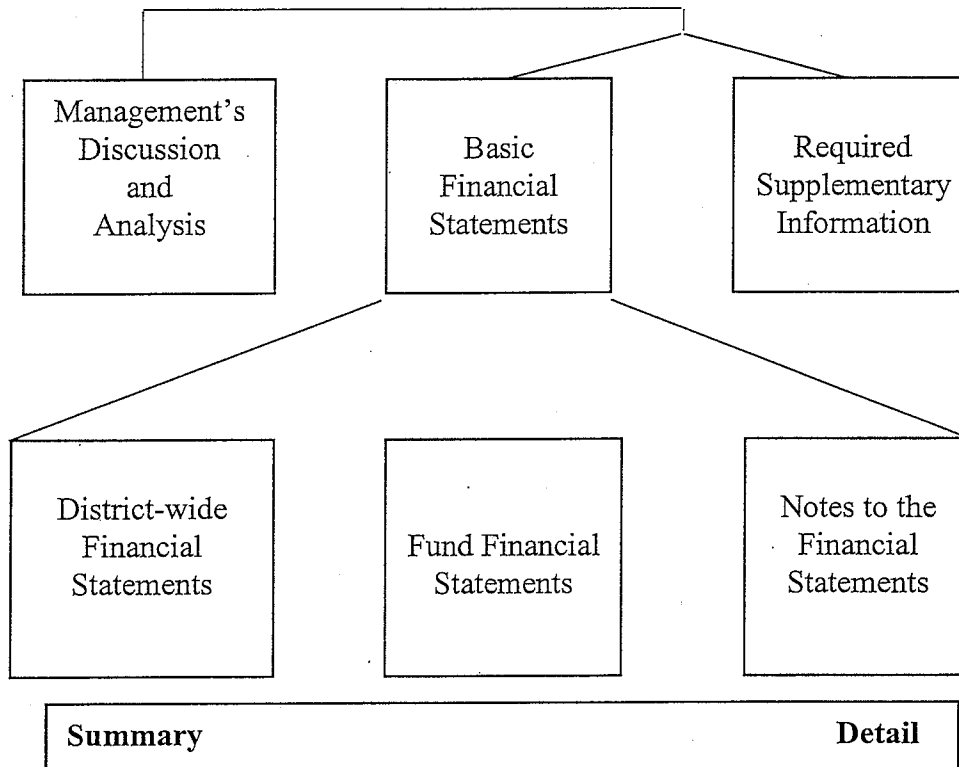 Management's
Discussion
and
Analysis
Basic
Financial
Statements
Required
Supplementary
Information
District-wide
Financial
Statements
Fund Financial
Statements
Notes to the
Financial
Statements
Summary Detail